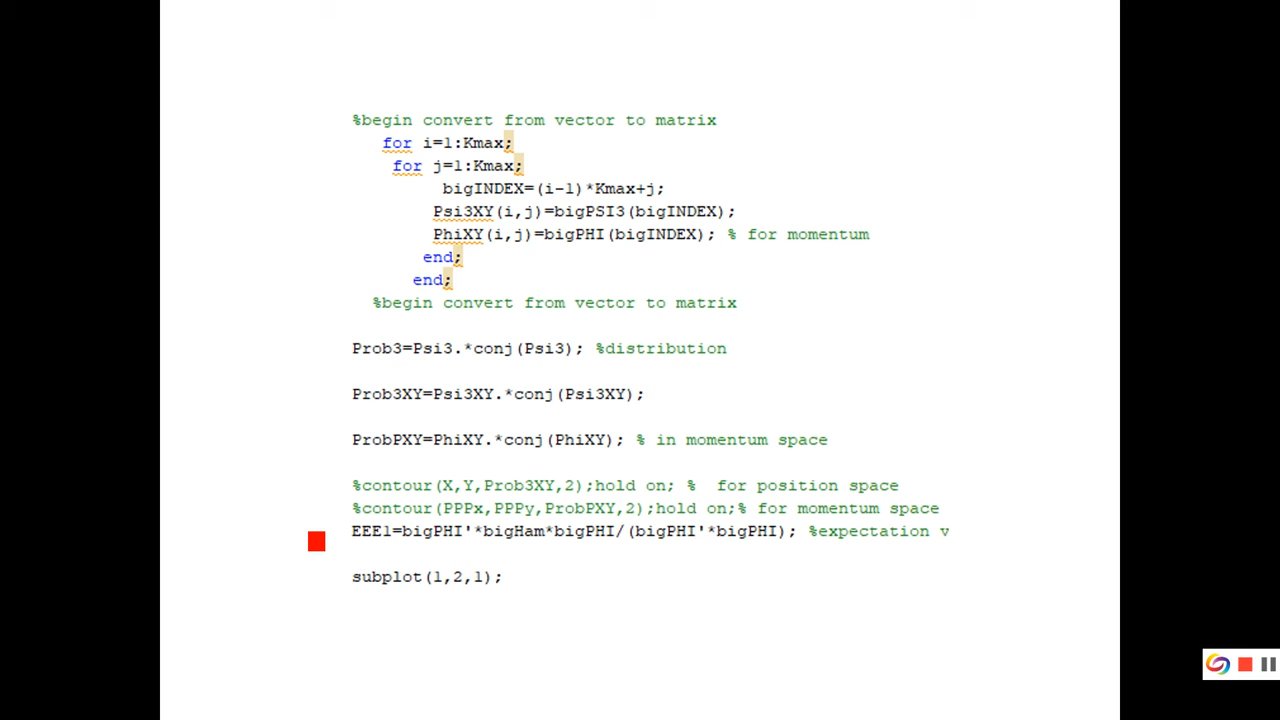 %begin convert from vector to matrix
for i=1:Kmax;
for j=1:Kmax;
bigINDEX=(i-1)*Kmax+j;
Psi3XY(i,j)=bigPSI3(bigINDEX);
PhiXY(i,j)=bigPHI(bigINDEX); % for momentum
end;
end;
%begin convert from vector to matrix
Prob3=Psi3.*conj(Psi3); %distribution
Prob3XY=Psi3XY.*conj(Psi3XY);
ProbPXY=PhiXY.*conj(PhiXY); % in momentum space
%contour(X,Y,Prob3XY,2);hold on; %  for position space
%contour(PPPx,PPPy,ProbPXY,2);hold on;% for momentum space
EEE1=bigPHI'*bigHam*bigPHI/(bigPHI'*bigPHI); %expectation v
subplot(1,2,1);